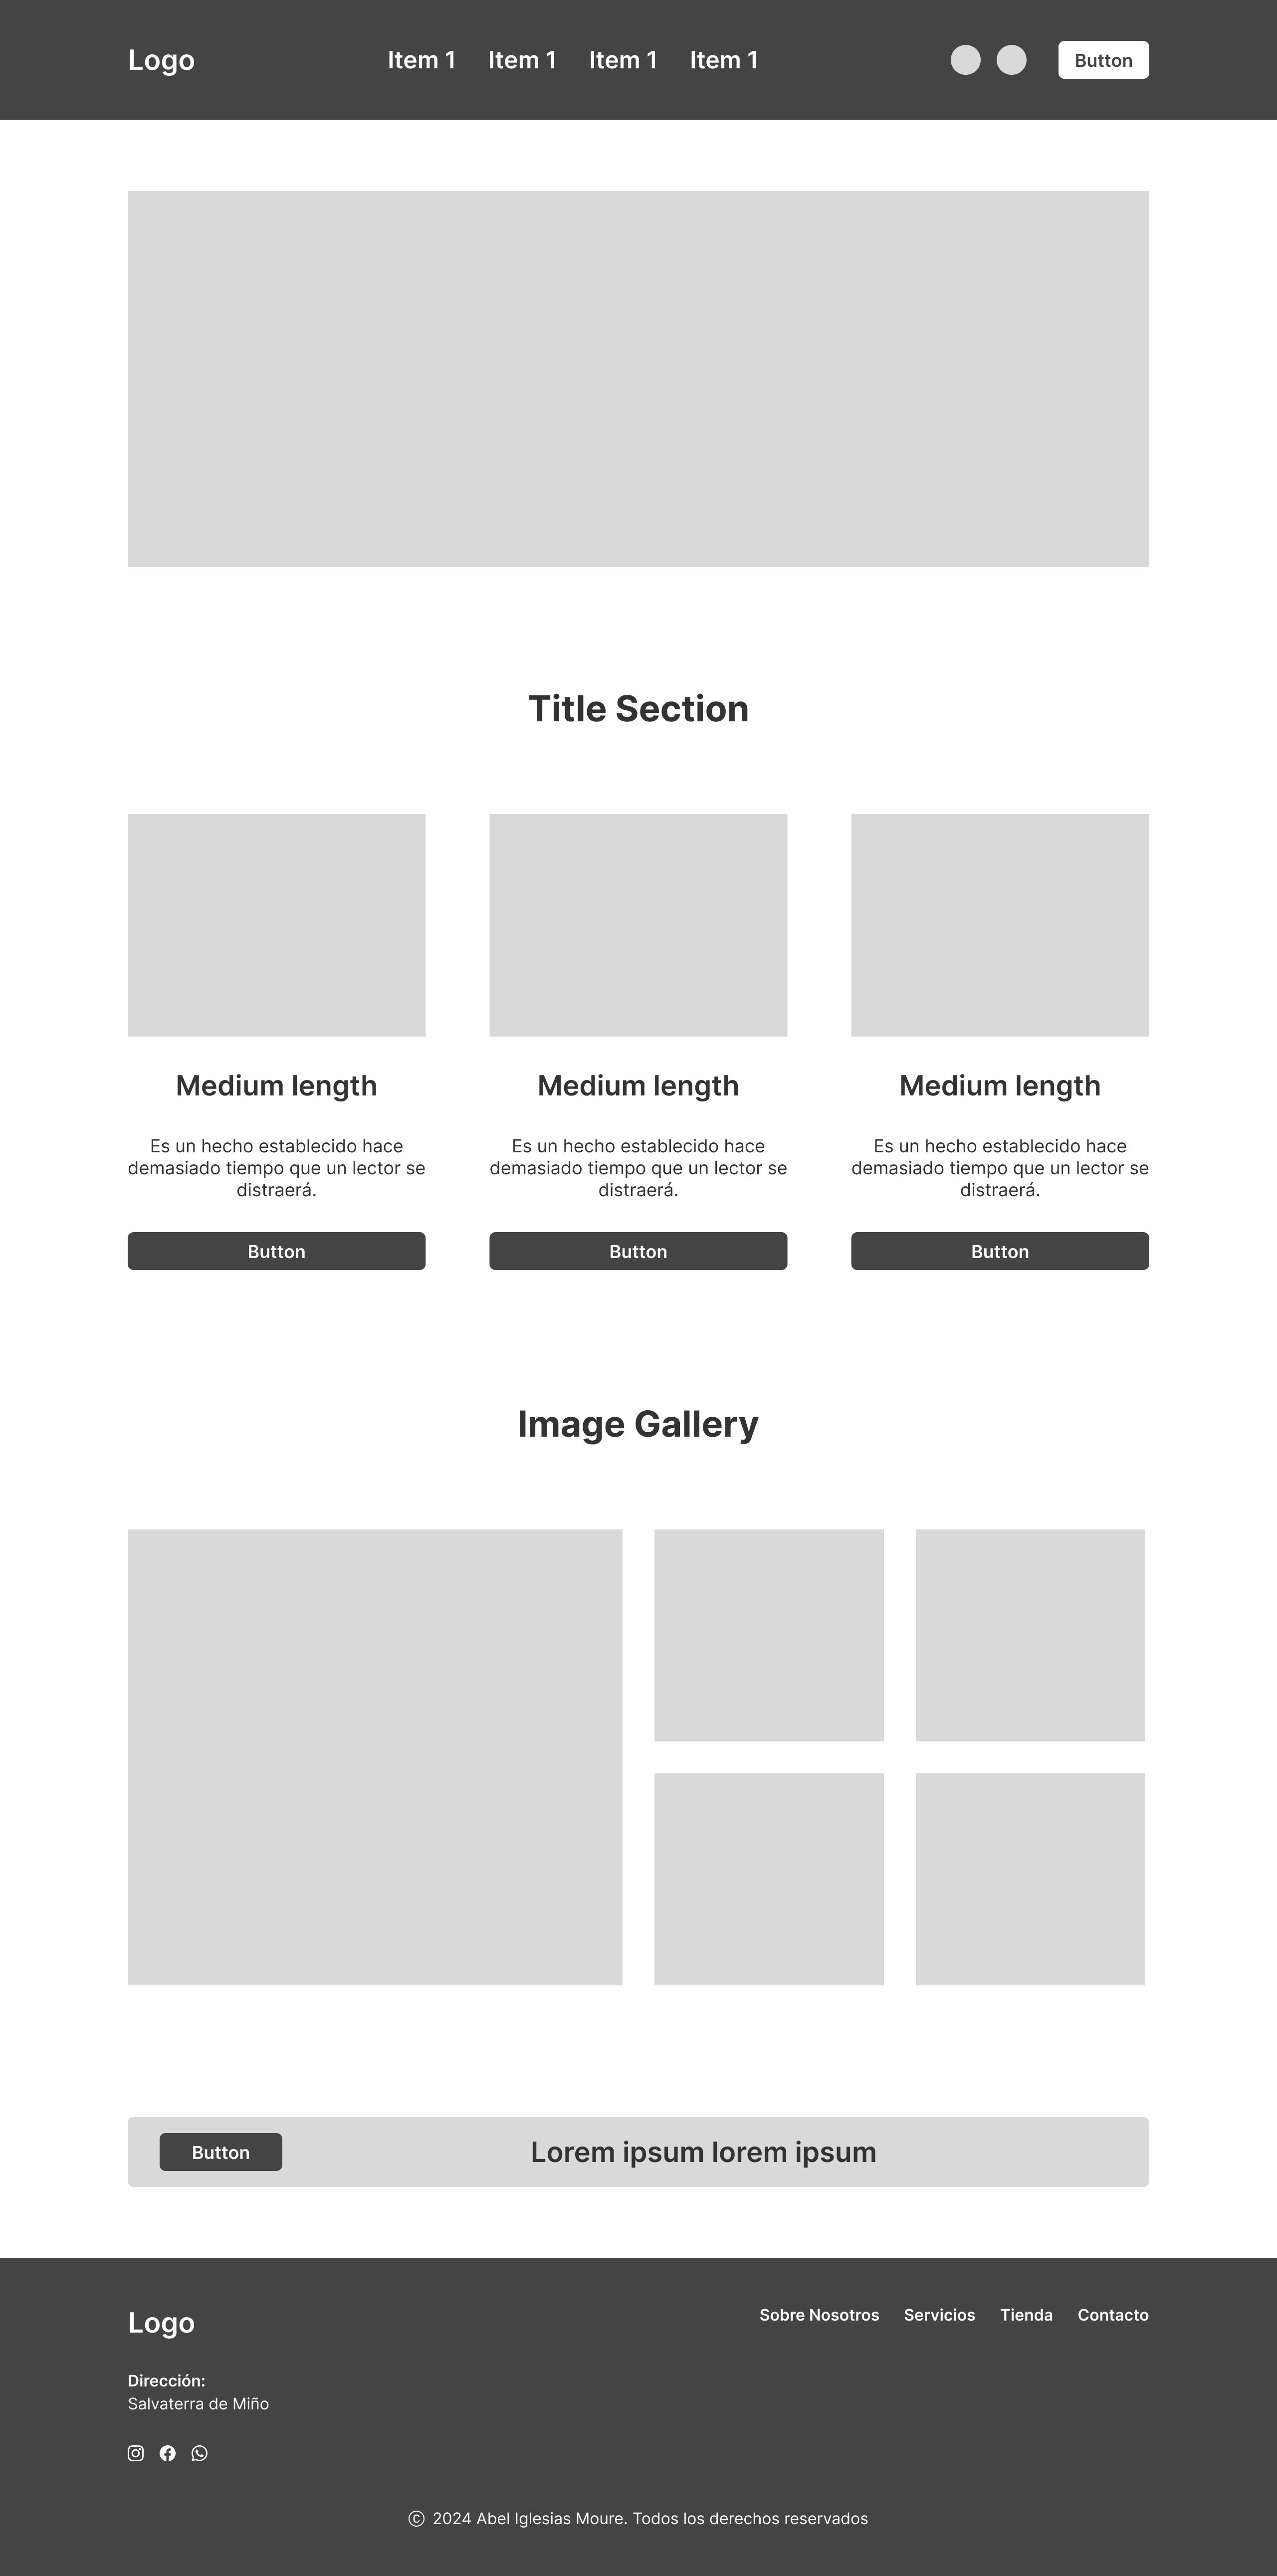 Logo
Item 1 Item 1 Item 1 Item 1
Button
Title Section
Medium length
Es un hecho establecido hace
demasiado tiempo que un lector se
distraerá.
Button
Medium length
Es un hecho establecido hace
demasiado tiempo que un lector se
distraerá.
Button
Medium length
Es un hecho establecido hace
demasiado tiempo que un lector se
distraerá.
Button
Image Gallery
Button
Lorem ipsum lorem ipsum
Logo
Sobre Nosotros Servicios Tienda Contacto
Dirección:
Salvaterra de Miño
© 2024 Abel Iglesias Moure. Todos los derechos reservados